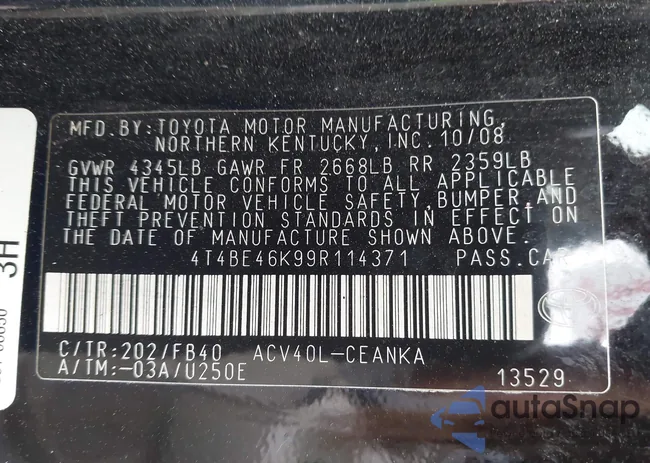 MFD.BY:TOYOTA MOTOR MANUFACTURING,
NORTHERN KENTUCKY,INC.10/08
GVWR 4345LB GAWR FR 2668LB RR 2359LB
THIS VEHICLE CONFORMS TO ALL APPLICABLE
FEDERAL MOTOR VEHICLE SAFETY,BUMPER,AND
THEFT PREVENTION STANDARDS IN EFFECT ON
THE DATE OF MANUFACTURE SHOWN ABOVE.
4T4BE46K99R114371 PASS.CAR
C/TR:202/FB40 ACV40L-CEANKA
A/TM:-03A/U250E 13529
3H
autoSnap